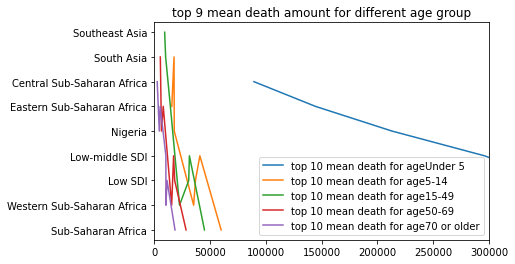 top 9 mean death amount for different age group
Southeast Asia
South Asia
Central Sub-Saharan Africa
Eastern Sub-Saharan Africa
Nigeria
Low-middle SDI
Low SDI
Western Sub-Saharan Africa
Sub-Saharan Africa
top 10 mean death for ageUnder 5
top 10 mean death for age5-14
top 10 mean death for age15-49
top 10 mean death for age50-69
top 10 mean death for age70 or older
0 50000 100000 150000 200000 250000 300000